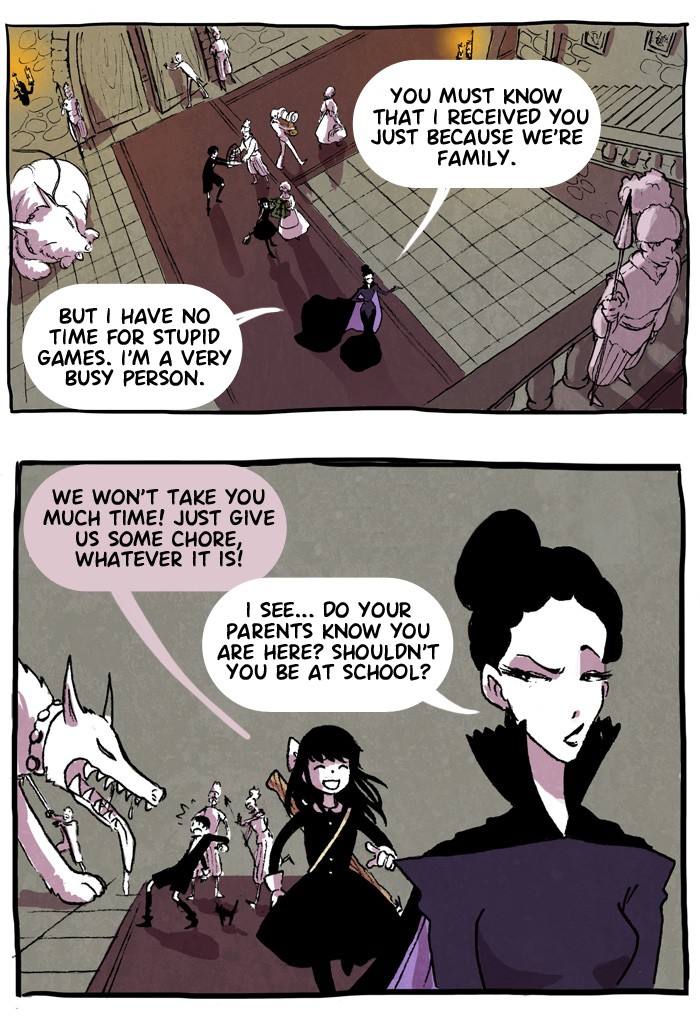 YOU MUST KNOW
THAT I RECEIVED YOU
JUST BECAUSE WE'RE
FAMILY.
BUT I HAVE NO
TIME FOR STUPID
GAMES. I'M A VERY
BUSY PERSON.
WE WON'T TAKE YOU
MUCH TIME! JUST GIVE
US SOME CHORE,
WHATEVER IT IS!
I SEE... DO YOUR
PARENTS KNOW YOU
ARE HERE? SHOULDN'T
YOU BE AT SCHOOL?